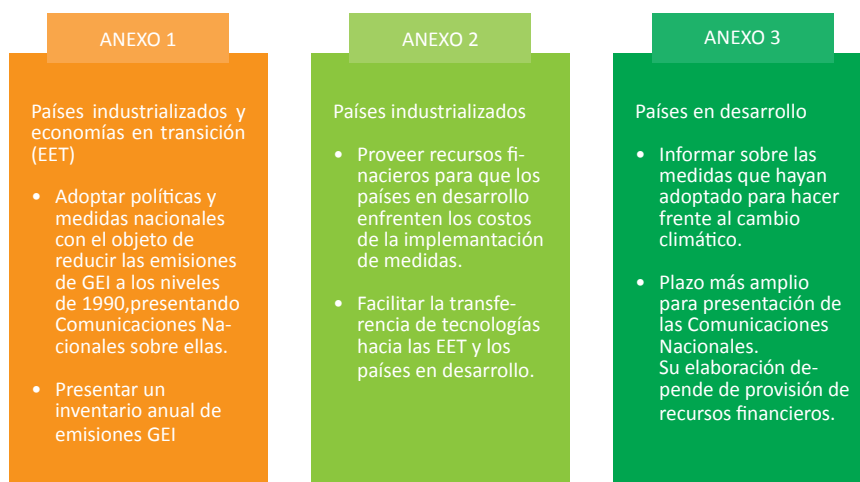 ANEXO 1
Países industrializados y
economías en transición
(EET)
• Adoptar políticas y
medidas nacionales
con el objeto de
reducir las emisiones
de GEI a los niveles
de 1990,presentando
Comunicaciones Na-
cionales sobre ellas.
• Presentar un
inventario anual de
emisiones GEI
ANEXO 2
Países industrializados
• Proveer recursos fi-
nacieros para que los
países en desarrollo
enfrenten los costos
de la implemantación
de medidas.
• Facilitar la transfe-
rencia de tecnologías
hacia las EET y los
países en desarrollo.
ANEXO 3
Países en desarrollo
• Informar sobre las
medidas que hayan
adoptado para hacer
frente al cambio
climático.
• Plazo más amplio
para presentación de
las Comunicaciones
Nacionales.
Su elaboración de-
pende de provisión de
recursos financieros.